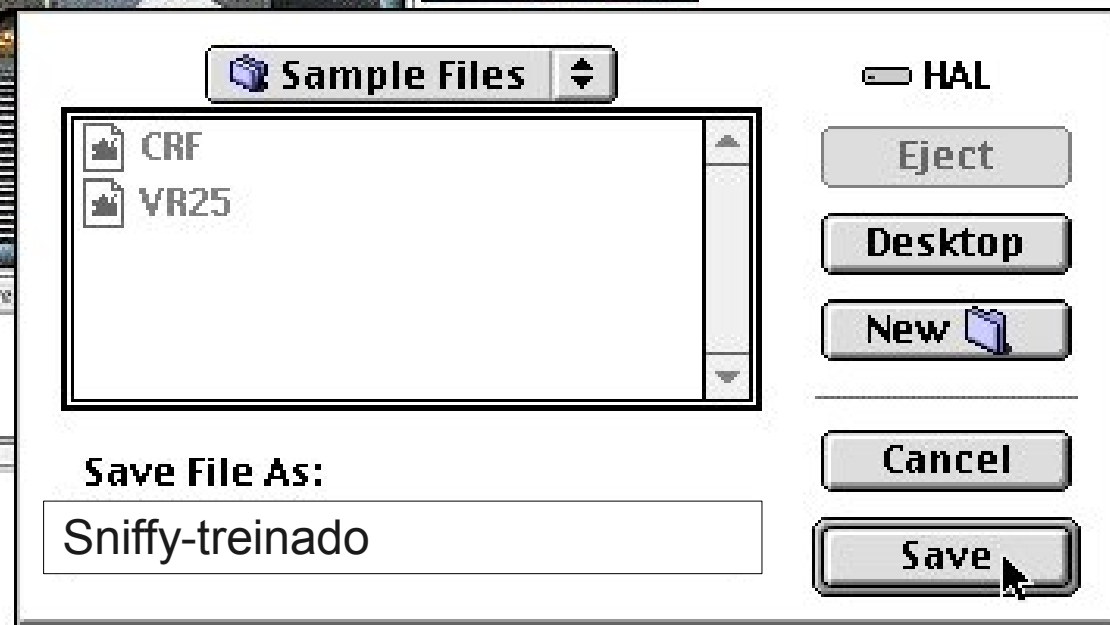 Sample Files
HAL
CRF
VR25
Eject
Desktop
New
Save File As:
Sniffy-treinado
Cancel
Save